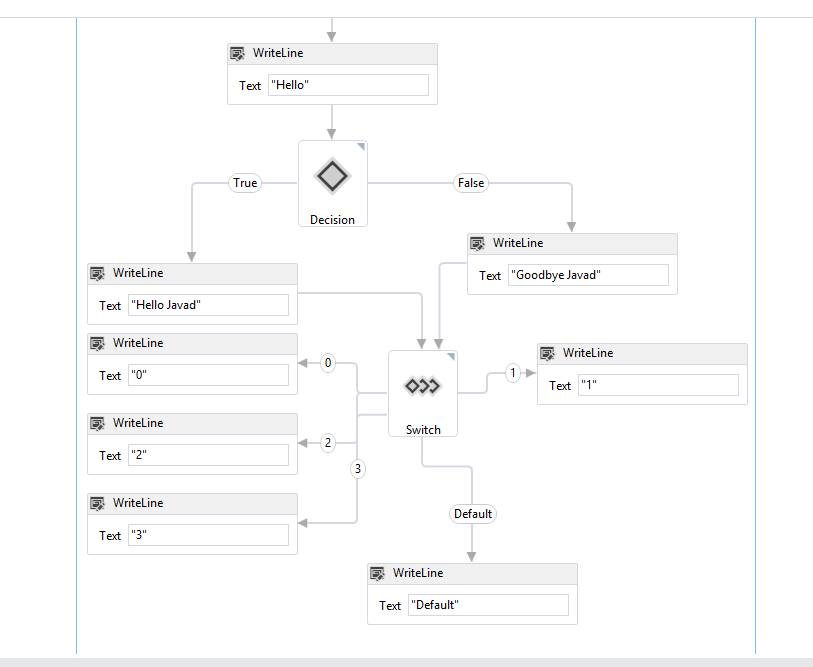 WriteLine
Text "Hello"
Decision
True
False
WriteLine
Text "Goodbye Javad"
WriteLine
Text "Hello Javad"
WriteLine
Text "0"
0
Switch
1
WriteLine
Text "1"
WriteLine
Text "2"
2
3
WriteLine
Text "3"
Default
WriteLine
Text "Default"